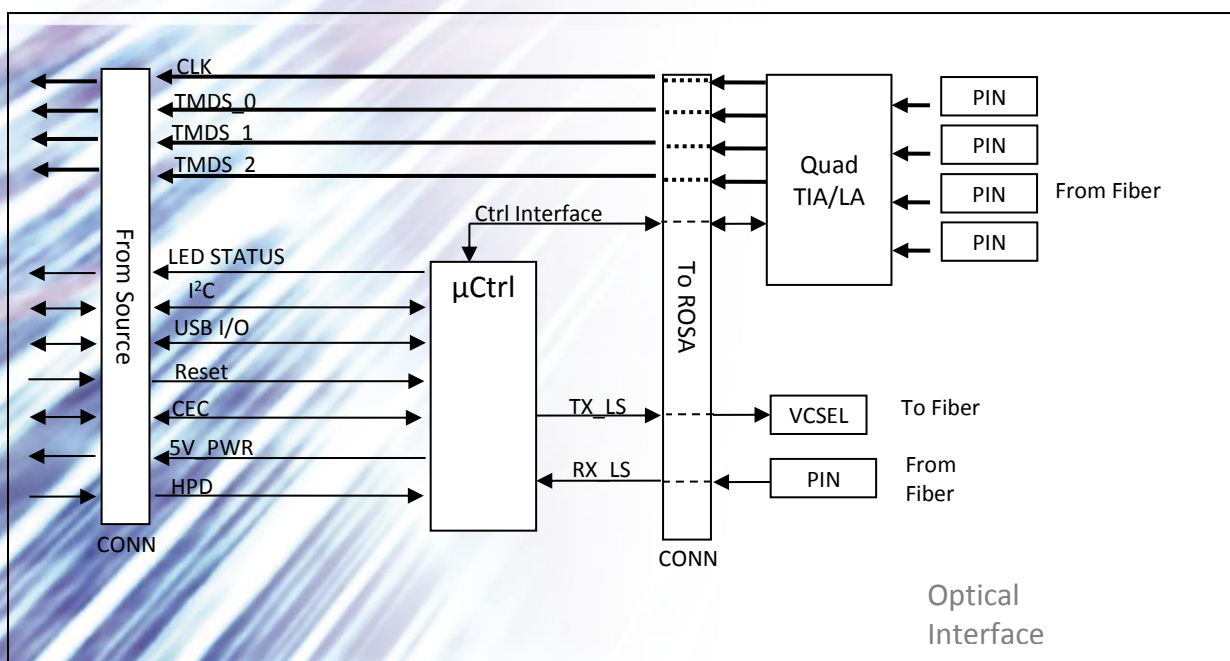 CLK
TMDS_0
TMDS_1
TMDS_2
From Source
CONN
Ctrl Interface
LED STATUS
I²C
USB I/O
Reset
CEC
5V_PWR
HPD
µCtrl
TX_LS
RX_LS
To ROSA
CONN
Quad
TIA/LA
PIN
PIN
PIN
PIN
From Fiber
VCSEL
To Fiber
PIN
From
Fiber
Optical
Interface